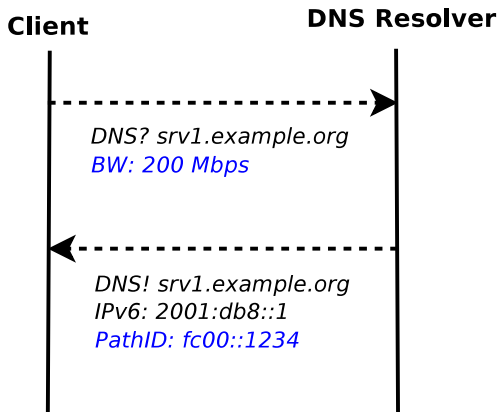 Client
DNS Resolver
DNS? srv1.example.org
BW: 200 Mbps
DNS! srv1.example.org
IPv6: 2001:db8::1
PathID: fc00::1234